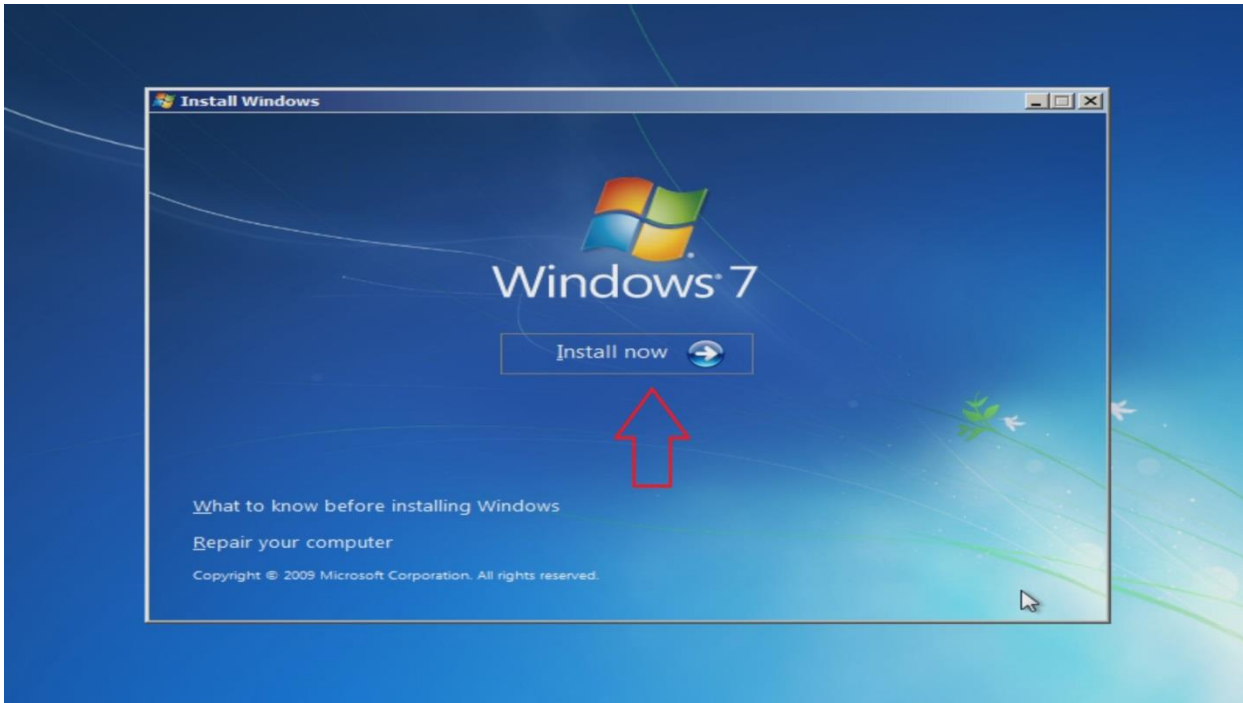 Install Windows
Windows® 7
Install now
What to know before installing Windows
Repair your computer
Copyright © 2009 Microsoft Corporation. All rights reserved.